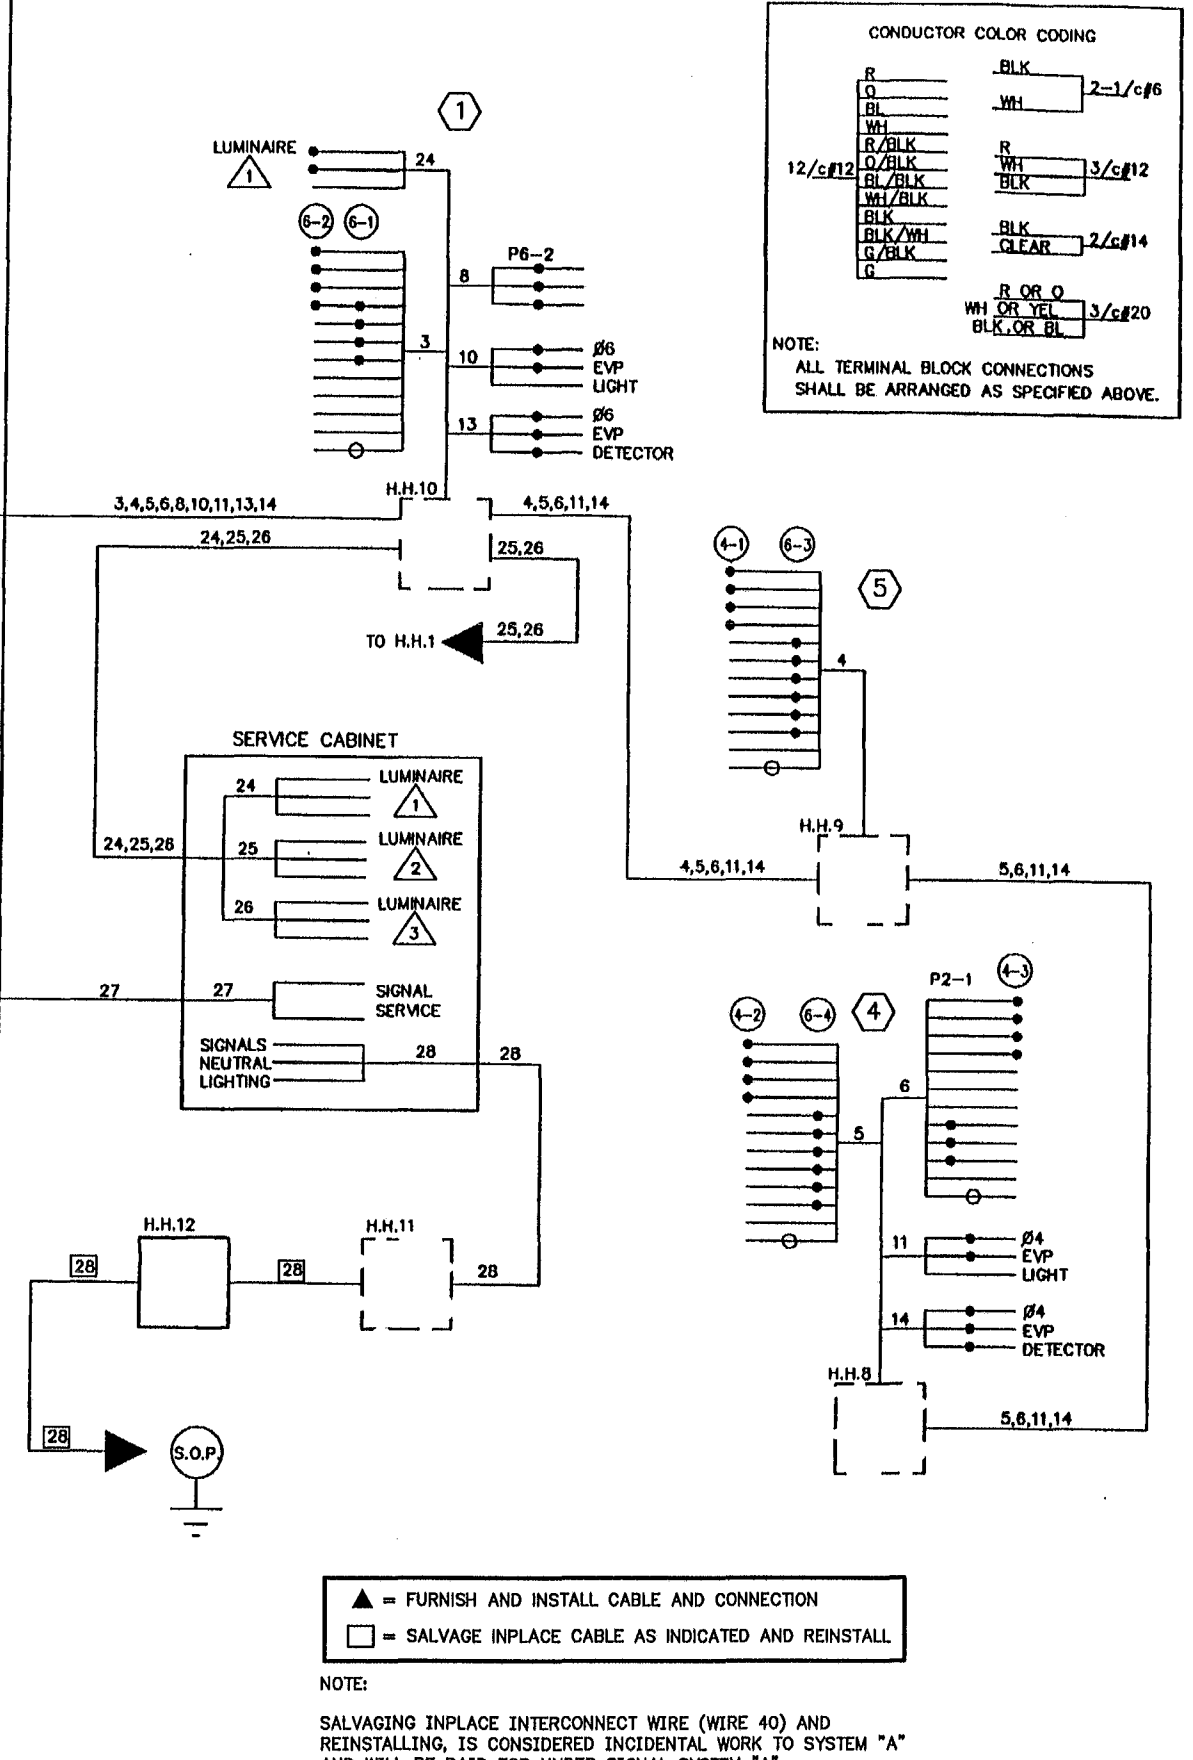 CONDUCTOR COLOR CODING
R
O
BL
WH
R/BLK
O/BLK
BL/BLK
WH/BLK
BLK
BLK/WH
G/BLK
G
12/c#12
BLK
WH
2-1/c#6
R
WH
BLK
3/c#12
BLK
CLEAR
2/c#14
R OR O
WH OR YEL
BLK,OR BL
3/c#20
NOTE:
ALL TERMINAL BLOCK CONNECTIONS
SHALL BE ARRANGED AS SPECIFIED ABOVE.
1
LUMINAIRE
1
24
6-2
6-1
3
P6-2
8
10
Ø6
EVP
LIGHT
13
Ø6
EVP
DETECTOR
H.H.10
3,4,5,6,8,10,11,13,14
4,5,6,11,14
24,25,26
25,26
TO H.H.1
25,26
4-1
6-3
5
4
SERVICE CABINET
24
LUMINAIRE
1
24,25,26
25
LUMINAIRE
2
26
LUMINAIRE
3
27
27
SIGNAL
SERVICE
SIGNALS
NEUTRAL
LIGHTING
28
28
H.H.9
4,5,6,11,14
5,6,11,14
4-2
6-4
4
P2-1
4-3
6
5
11
Ø4
EVP
LIGHT
14
Ø4
EVP
DETECTOR
H.H.8
5,6,11,14
H.H.12
H.H.11
28
28
28
28
S.O.P.
= FURNISH AND INSTALL CABLE AND CONNECTION
= SALVAGE INPLACE CABLE AS INDICATED AND REINSTALL
NOTE:
SALVAGING INPLACE INTERCONNECT WIRE (WIRE 40) AND
REINSTALLING, IS CONSIDERED INCIDENTAL WORK TO SYSTEM "A"
AND WILL BE PAID FOR UNDER SIGNAL SYSTEM "A"